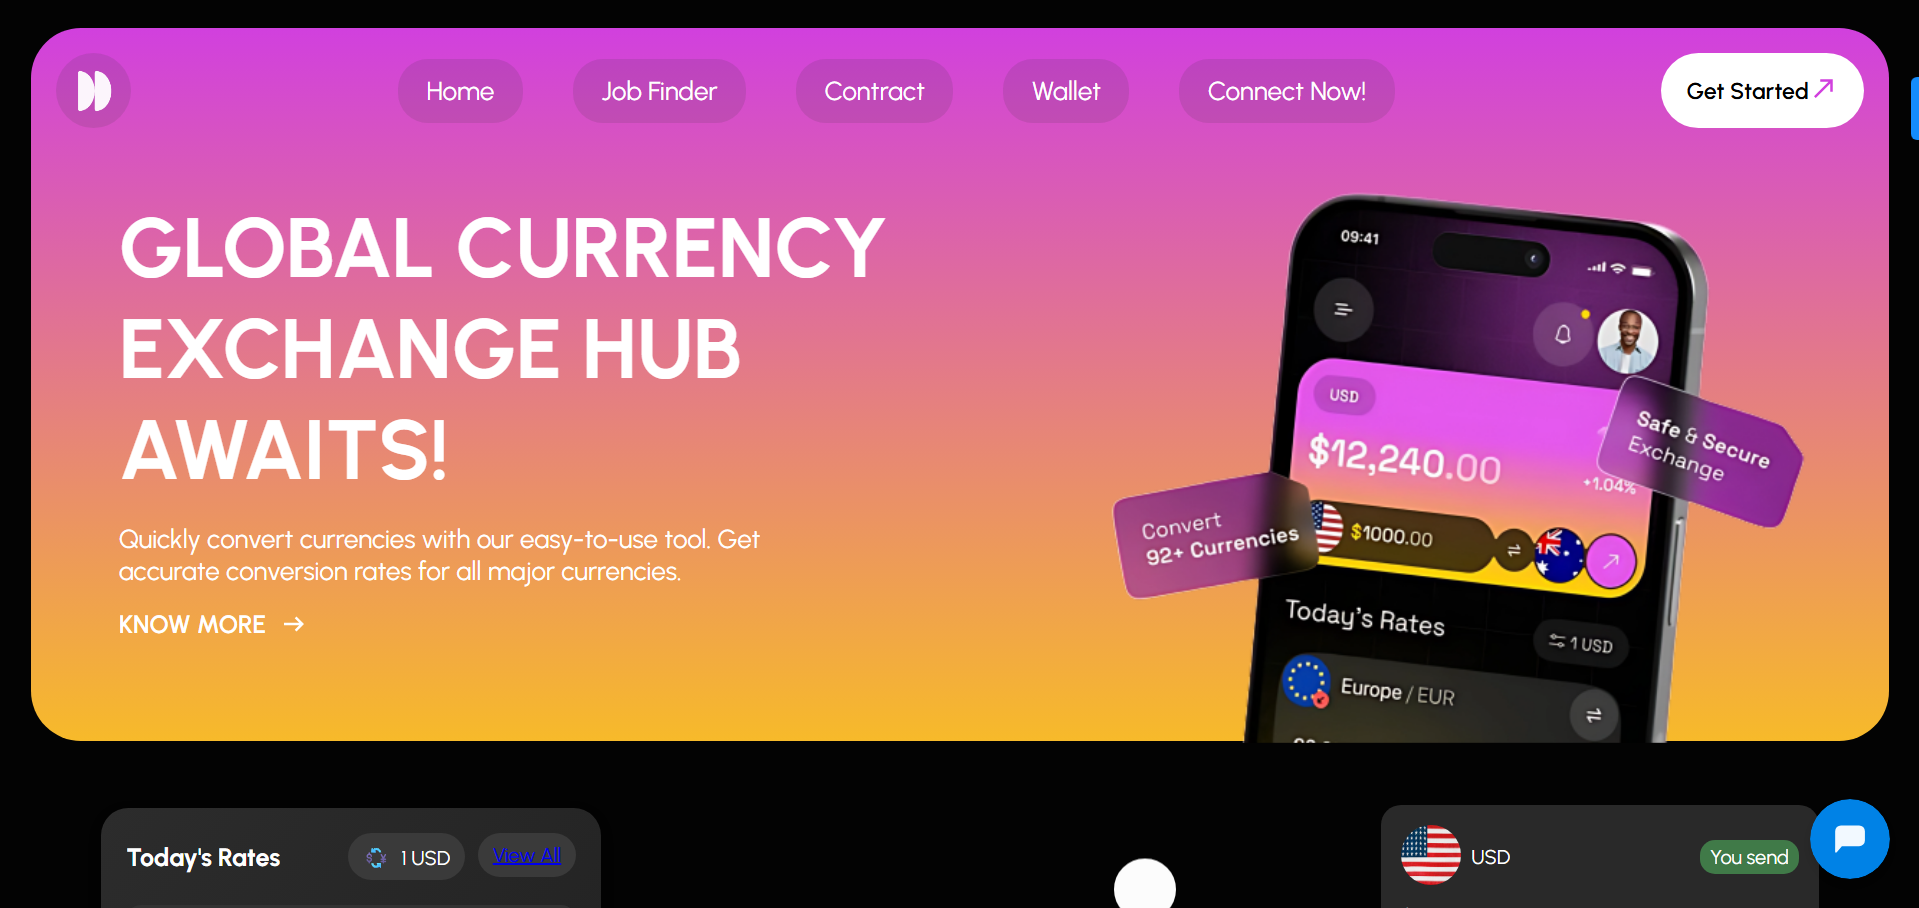 Home
Job Finder
Contract
Wallet
Connect Now!
Get Started
GLOBAL CURRENCY
EXCHANGE HUB
AWAITS!
Quickly convert currencies with our easy-to-use tool. Get
accurate conversion rates for all major currencies.
KNOW MORE
09:41
USD
$12,240.00
+1.04%
Safe & Secure
Exchange
Convert
92+ Currencies
$1000.00
Today's Rates
1 USD
Europe / EUR
Today's Rates
1 USD
View All
USD
You send